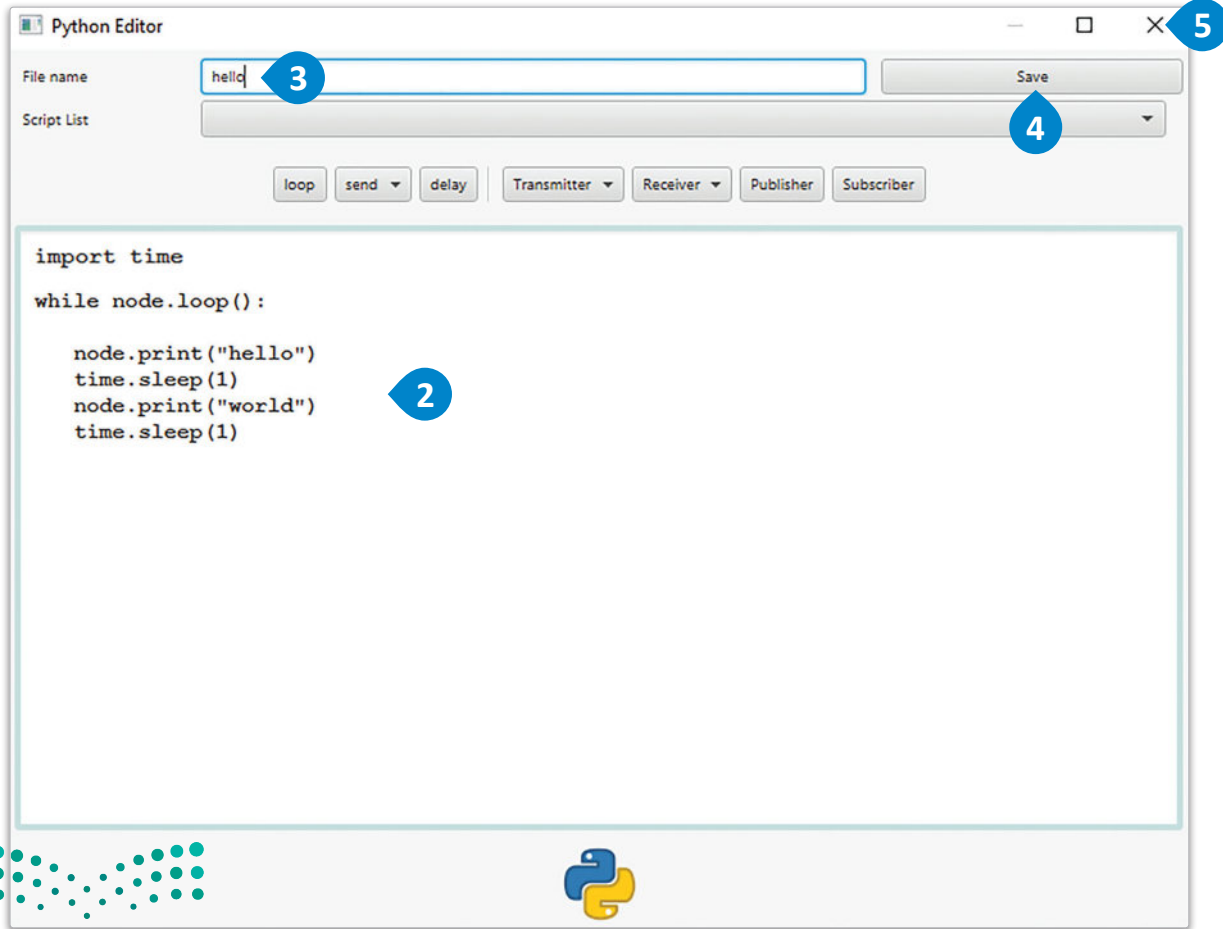 Python Editor
5
File name
hello
3
Save
Script List
4
loop send delay Transmitter Receiver Publisher Subscriber
import time
while node.loop():
node.print("hello")
time.sleep(1)
node.print("world")
time.sleep(1)
2